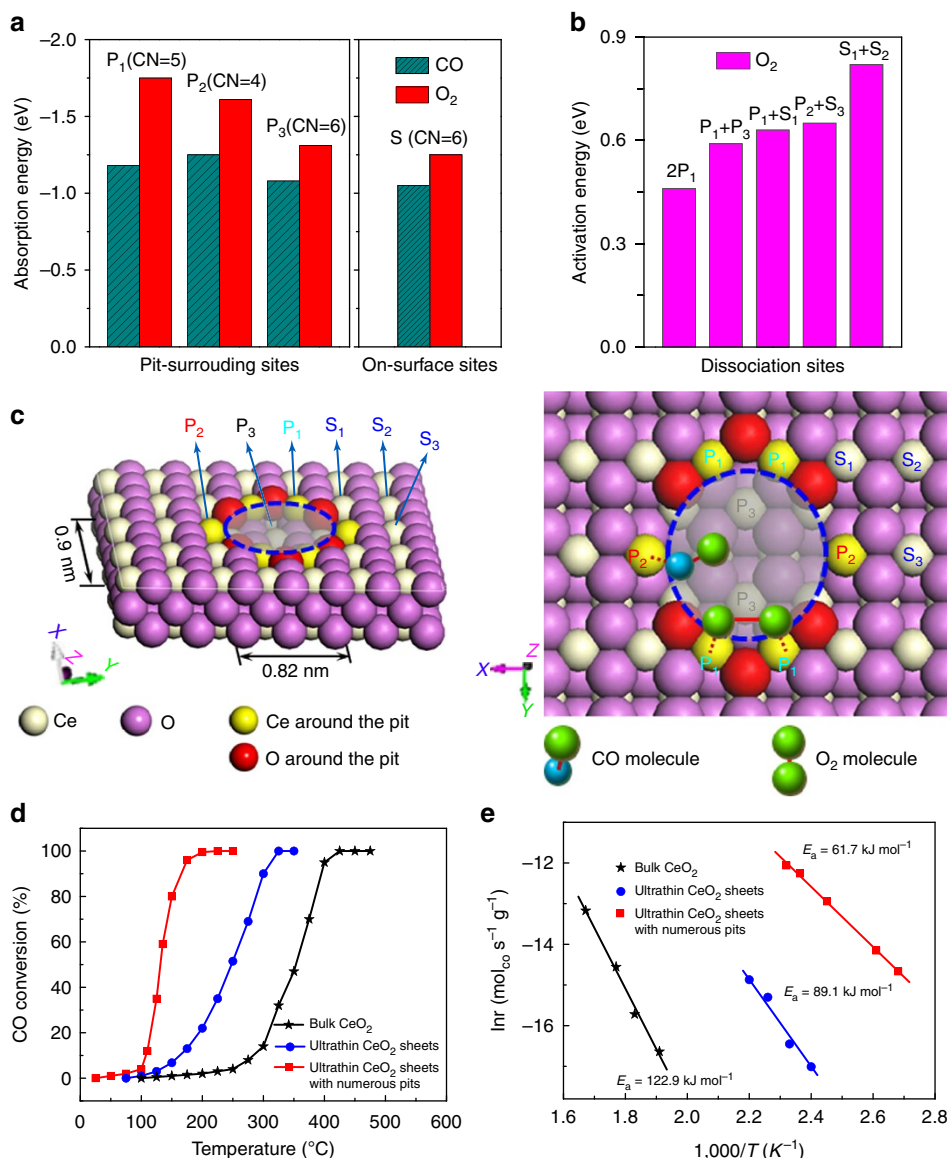 a
−2.0
−1.5
−1.0
−0.5
0.0
Absorption energy (eV)
P1(CN=5)
P2(CN=4)
P3(CN=6)
Pit-surrouding sites
CO
O2
S (CN=6)
On-surface sites
b
0.9
0.6
0.3
0.0
Activation energy (eV)
O2
2P1
P1+P3
P1+S1
P2+S3
S1+S2
Dissociation sites
c
P2
P3
P1
S1
S2
S3
0.9 nm
0.82 nm
X
Z
Y
Ce
O
Ce around the pit
O around the pit
P1
P1
S1
S2
P3
P2
P2
S3
P3
P1
P1
X
Z
Y
CO molecule
O2 molecule
d
100
80
60
40
20
0
CO conversion (%)
Bulk CeO2
Ultrathin CeO2 sheets
Ultrathin CeO2 sheets
with numerous pits
0 100 200 300 400 500 600
Temperature (°C)
e
−12
−14
−16
lnr (molco s−1 g−1)
Bulk CeO2
Ultrathin CeO2 sheets
Ultrathin CeO2 sheets
with numerous pits
Ea = 61.7 kJ mol−1
Ea = 89.1 kJ mol−1
Ea = 122.9 kJ mol−1
1.6 2.0 2.4 2.8
1,000/T (K−1)